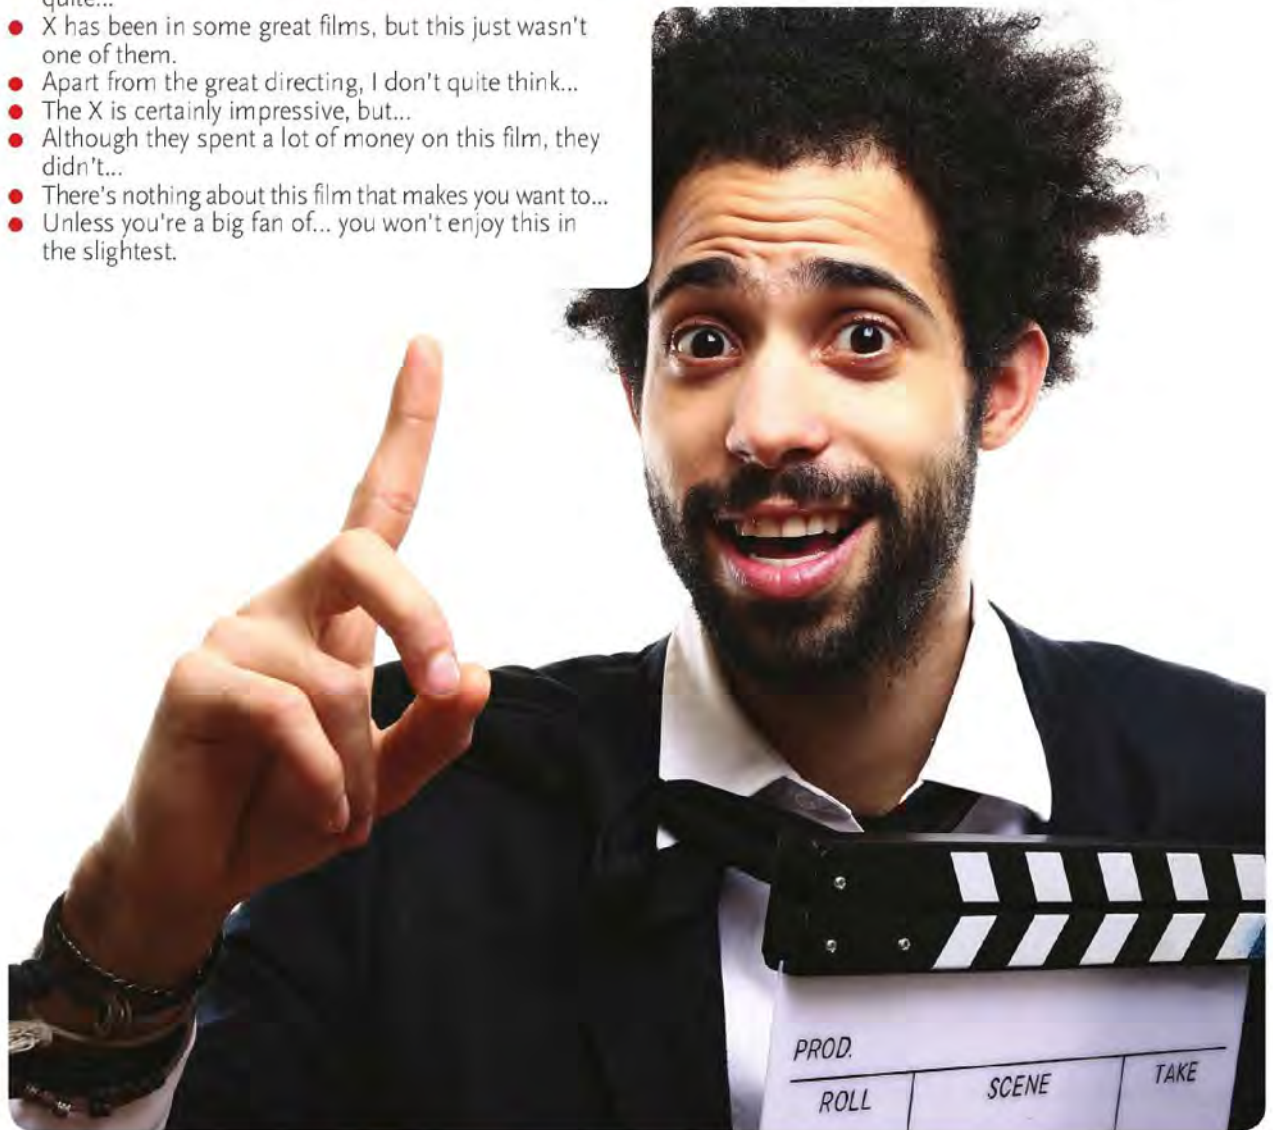 quite...
● X has been in some great films, but this just wasn't
one of them.
● Apart from the great directing, I don't quite think...
● The X is certainly impressive, but...
● Although they spent a lot of money on this film, they
didn't...
● There's nothing about this film that makes you want to...
● Unless you're a big fan of... you won't enjoy this in
the slightest.
PROD.
ROLL SCENE TAKE